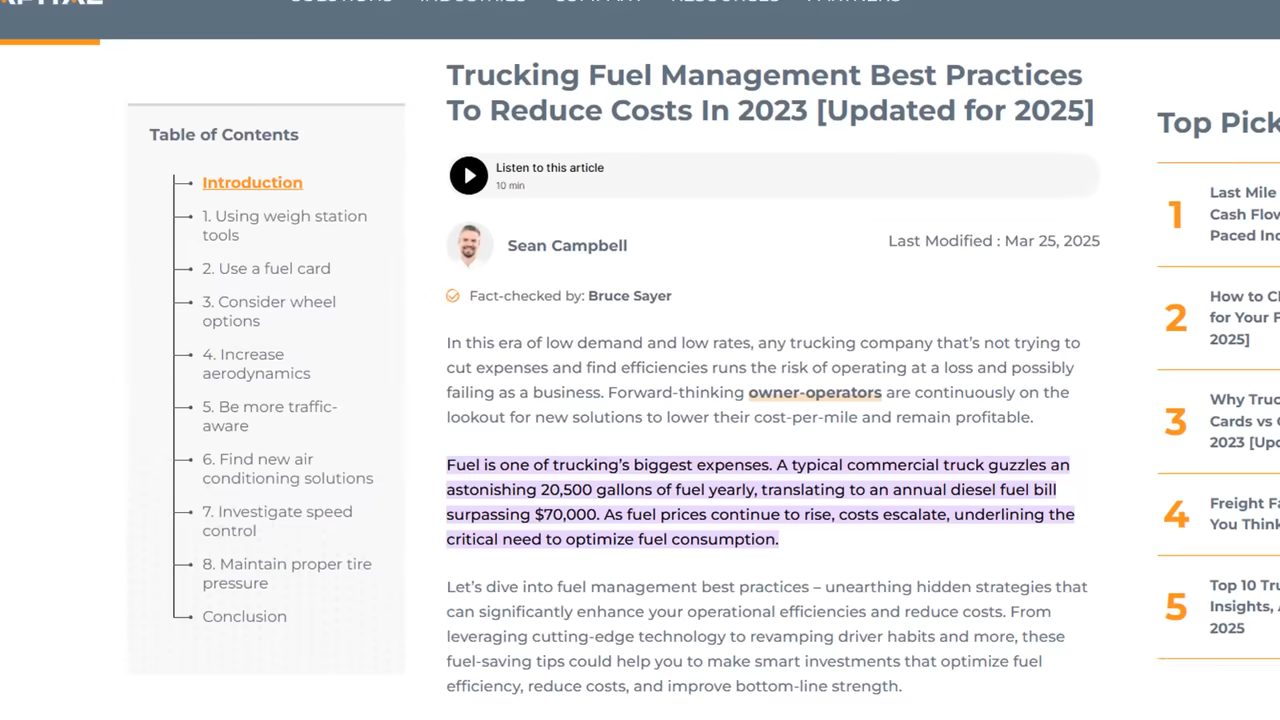 SOLUTIONS INDUSTRIES COMPANY RESOURCES PARTNERS
Table of Contents
Introduction
1. Using weigh station
tools
2. Use a fuel card
3. Consider wheel
options
4. Increase
aerodynamics
5. Be more traffic-
aware
6. Find new air
conditioning solutions
7. Investigate speed
control
8. Maintain proper tire
pressure
Conclusion
Trucking Fuel Management Best Practices
To Reduce Costs In 2023 [Updated for 2025]
Listen to this article
10 min
Sean Campbell
Last Modified : Mar 25, 2025
Fact-checked by: Bruce Sayer
In this era of low demand and low rates, any trucking company that’s not trying to
cut expenses and find efficiencies runs the risk of operating at a loss and possibly
failing as a business. Forward-thinking owner-operators are continuously on the
lookout for new solutions to lower their cost-per-mile and remain profitable.
Fuel is one of trucking’s biggest expenses. A typical commercial truck guzzles an
astonishing 20,500 gallons of fuel yearly, translating to an annual diesel fuel bill
surpassing $70,000. As fuel prices continue to rise, costs escalate, underlining the
critical need to optimize fuel consumption.
Let’s dive into fuel management best practices – unearthing hidden strategies that
can significantly enhance your operational efficiencies and reduce costs. From
leveraging cutting-edge technology to revamping driver habits and more, these
fuel-saving tips could help you to make smart investments that optimize fuel
efficiency, reduce costs, and improve bottom-line strength.
Top Pick
1
Last Mile
Cash Flow
Paced Ind
2
How to Cl
for Your F
2025]
3
Why Truc
Cards vs
2023 [Upd
4
Freight Fa
You Think
5
Top 10 Tru
Insights, A
2025